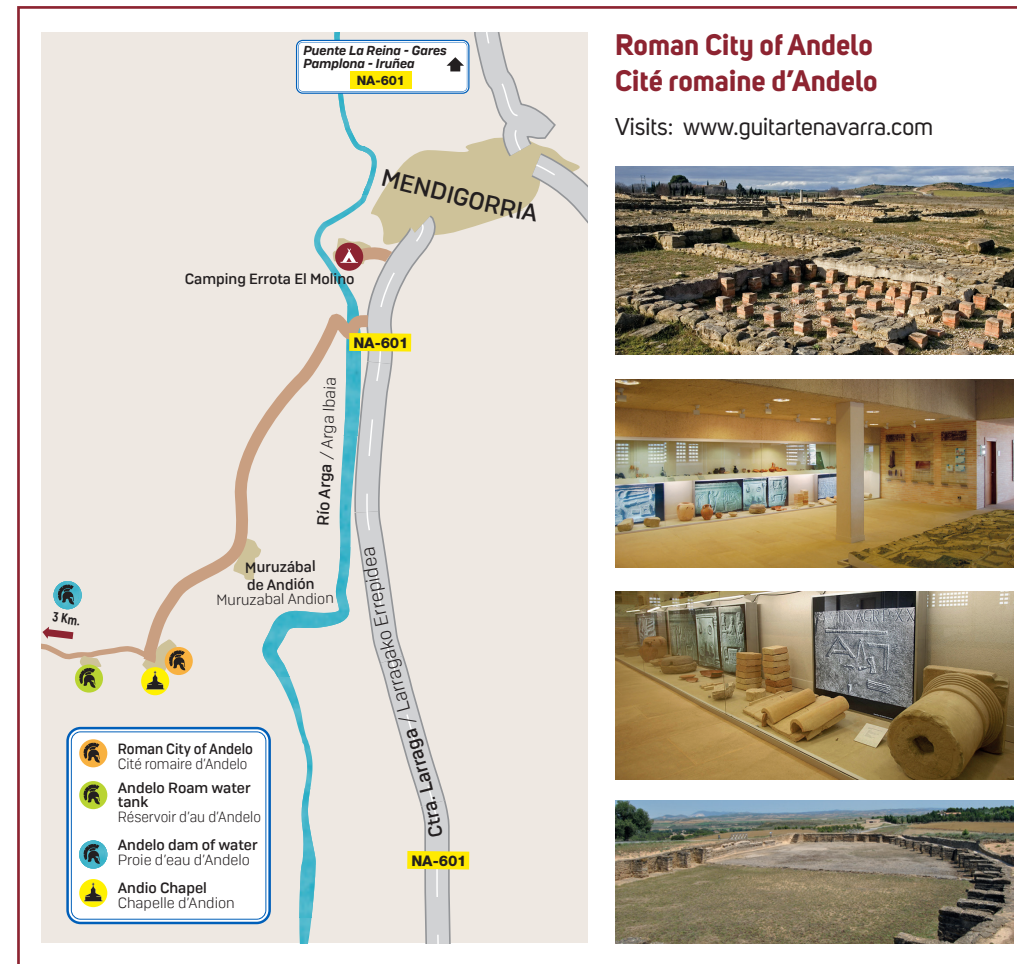 Puente La Reina - Gares
Pamplona - Iruñea
NA-601
MENDIGORRIA
Camping Errota El Molino
NA-601
Río Arga / Arga Ibaia
Muruzábal
de Andión
Muruzabal Andion
3 Km.
Ctra. Larraga / Larragako Errepidea
NA-601
Roman City of Andelo
Cité romaire d'Andelo
Andelo Roam water
tank
Réservoir d'au d'Andelo
Andelo dam of water
Proie d'eau d'Andelo
Andio Chapel
Chapelle d'Andion
Roman City of Andelo
Cité romaine d'Andelo
Visits: www.guitartenavarra.com